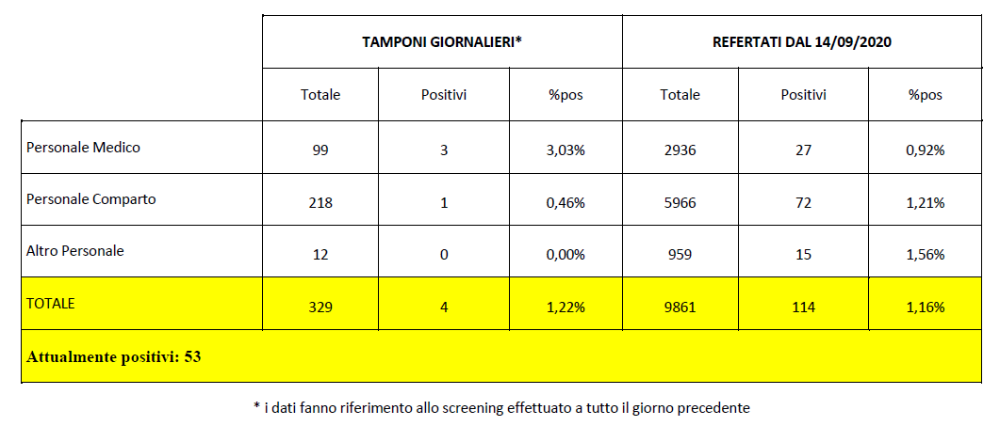 TAMPONI GIORNALIERI* REFERTATI DAL 14/09/2020
Totale Positivi %pos Totale Positivi %pos
Personale Medico 99 3 3,03% 2936 27 0,92%
Personale Comparto 218 1 0,46% 5966 72 1,21%
Altro Personale 12 0 0,00% 959 15 1,56%
TOTALE 329 4 1,22% 9861 114 1,16%
Attualmente positivi: 53
* i dati fanno riferimento allo screening effettuato a tutto il giorno precedente